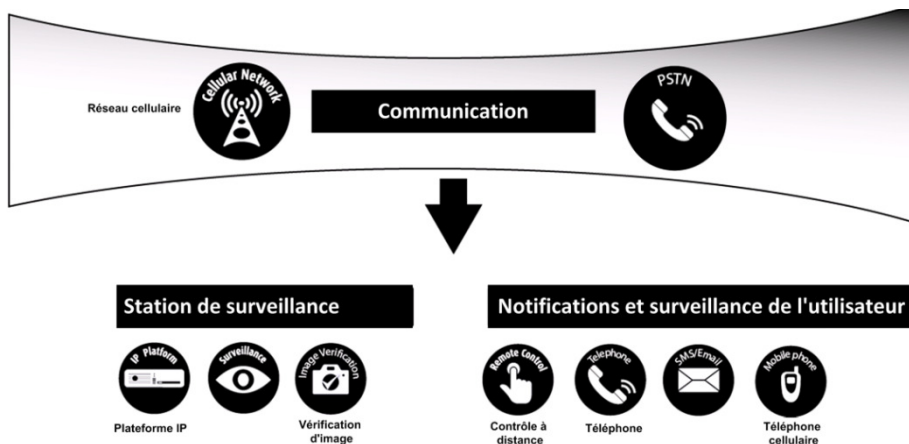 Cellular Network
PSTN
Réseau cellulaire
Communication
Station de surveillance
Notifications et surveillance de l'utilisateur
IP Platform
Surveillance
Image Verification
Remote Control
Telephone
SMS/Email
Mobile phone
Plateforme IP
Vérification
d'image
Contrôle à
distance
Téléphone
Téléphone
cellulaire